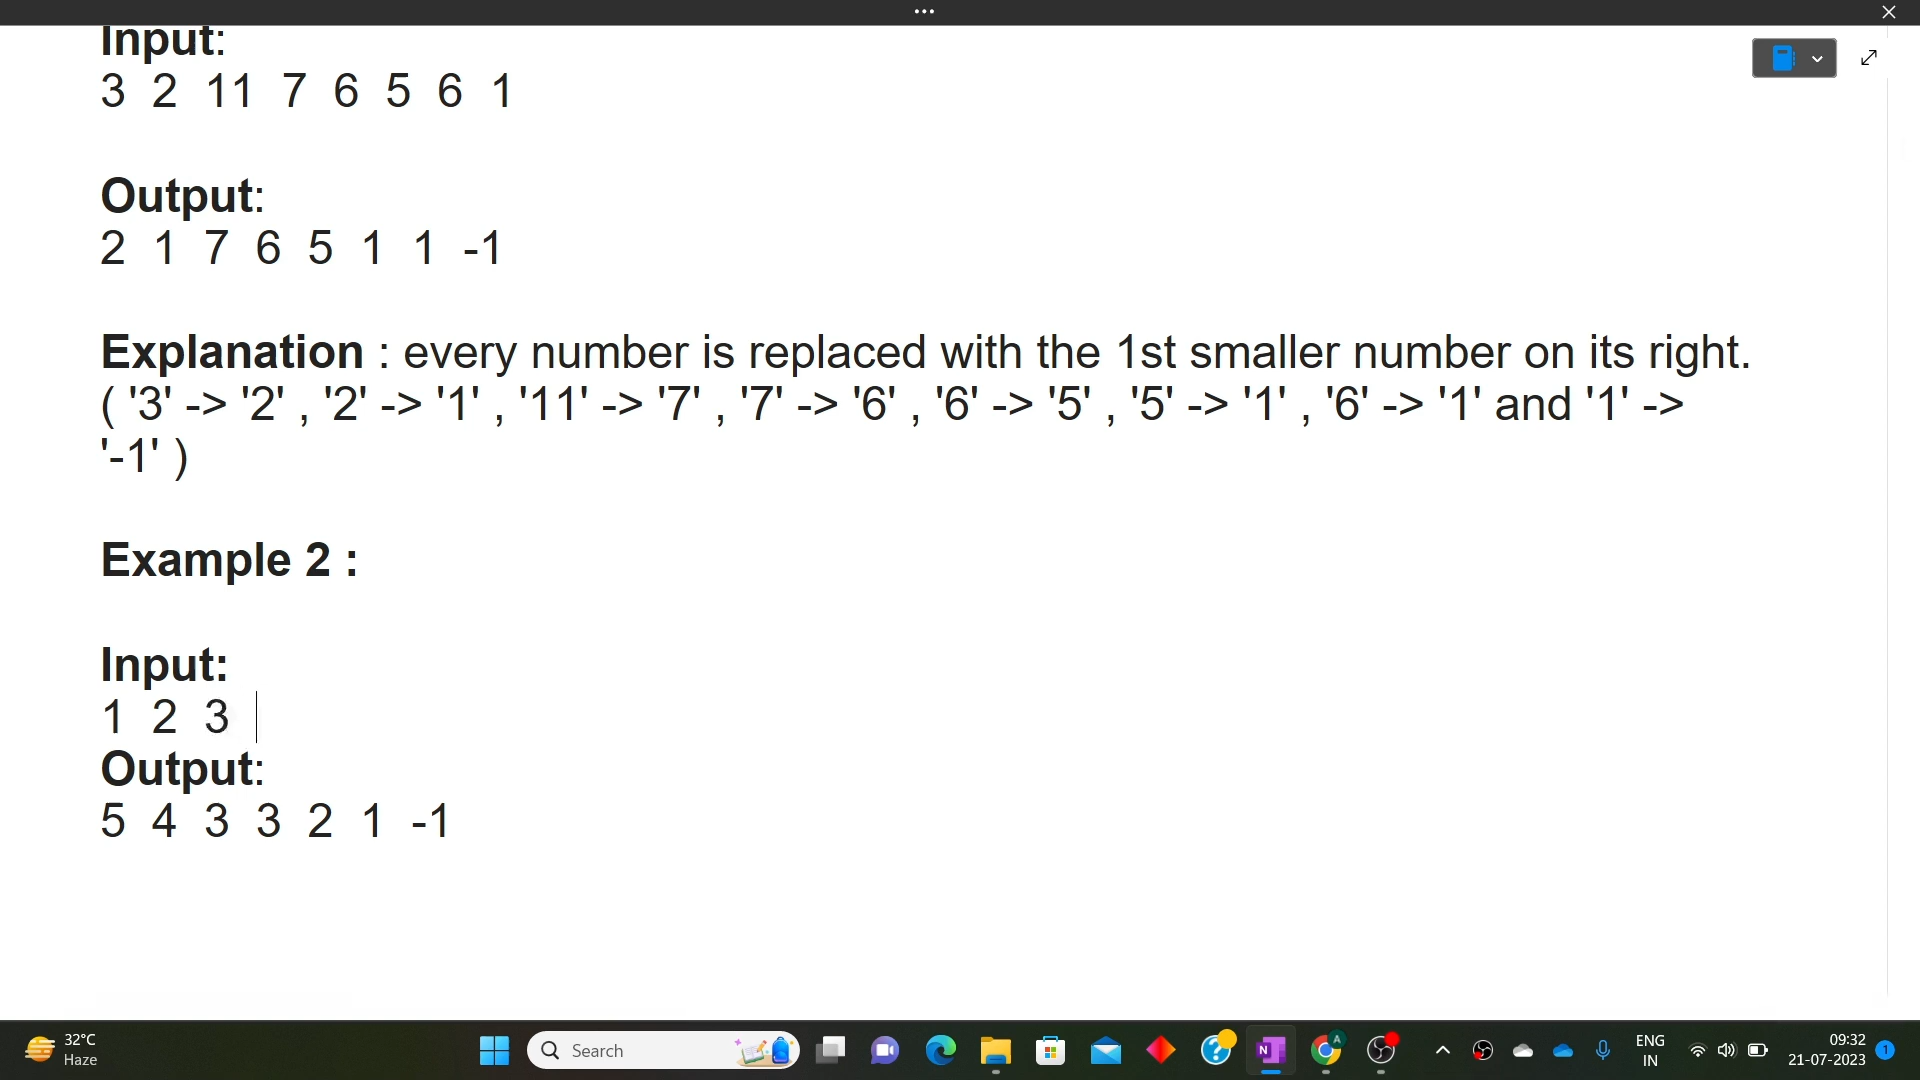 Input:
3 2 11 7 6 5 6 1
Output:
2 1 7 6 5 1 1 -1
Explanation : every number is replaced with the 1st smaller number on its right.
( '3' -> '2' , '2' -> '1' , '11' -> '7' , '7' -> '6' , '6' -> '5' , '5' -> '1' , '6' -> '1' and '1' ->
'-1' )
Example 2 :
Input:
1 2 3
Output:
5 4 3 3 2 1 -1
32°C
Haze
Search
A
N
ENG
IN
09:32
21-07-2023
1